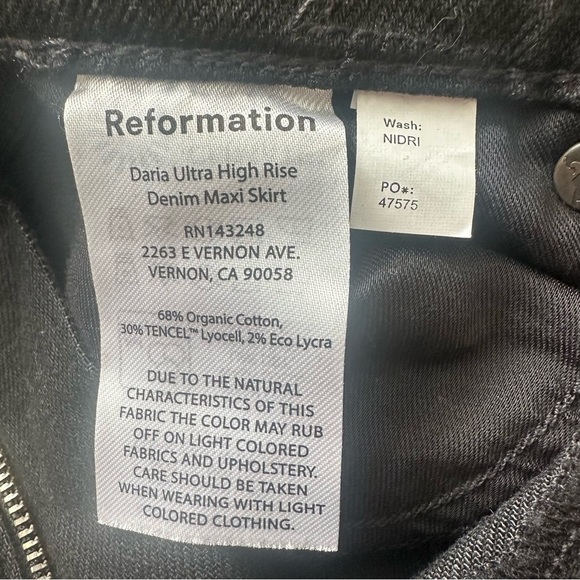 Reformation
Daria Ultra High Rise
Denim Maxi Skirt
RN143248
2263 E VERNON AVE.
VERNON, CA 90058
68% Organic Cotton,
30% TENCEL™ Lyocell, 2% Eco Lycra
DUE TO THE NATURAL
CHARACTERISTICS OF THIS
FABRIC THE COLOR MAY RUB
OFF ON LIGHT COLORED
FABRICS AND UPHOLSTERY.
CARE SHOULD BE TAKEN
WHEN WEARING WITH LIGHT
COLORED CLOTHING.
Wash:
NIDRI
PO#:
47575